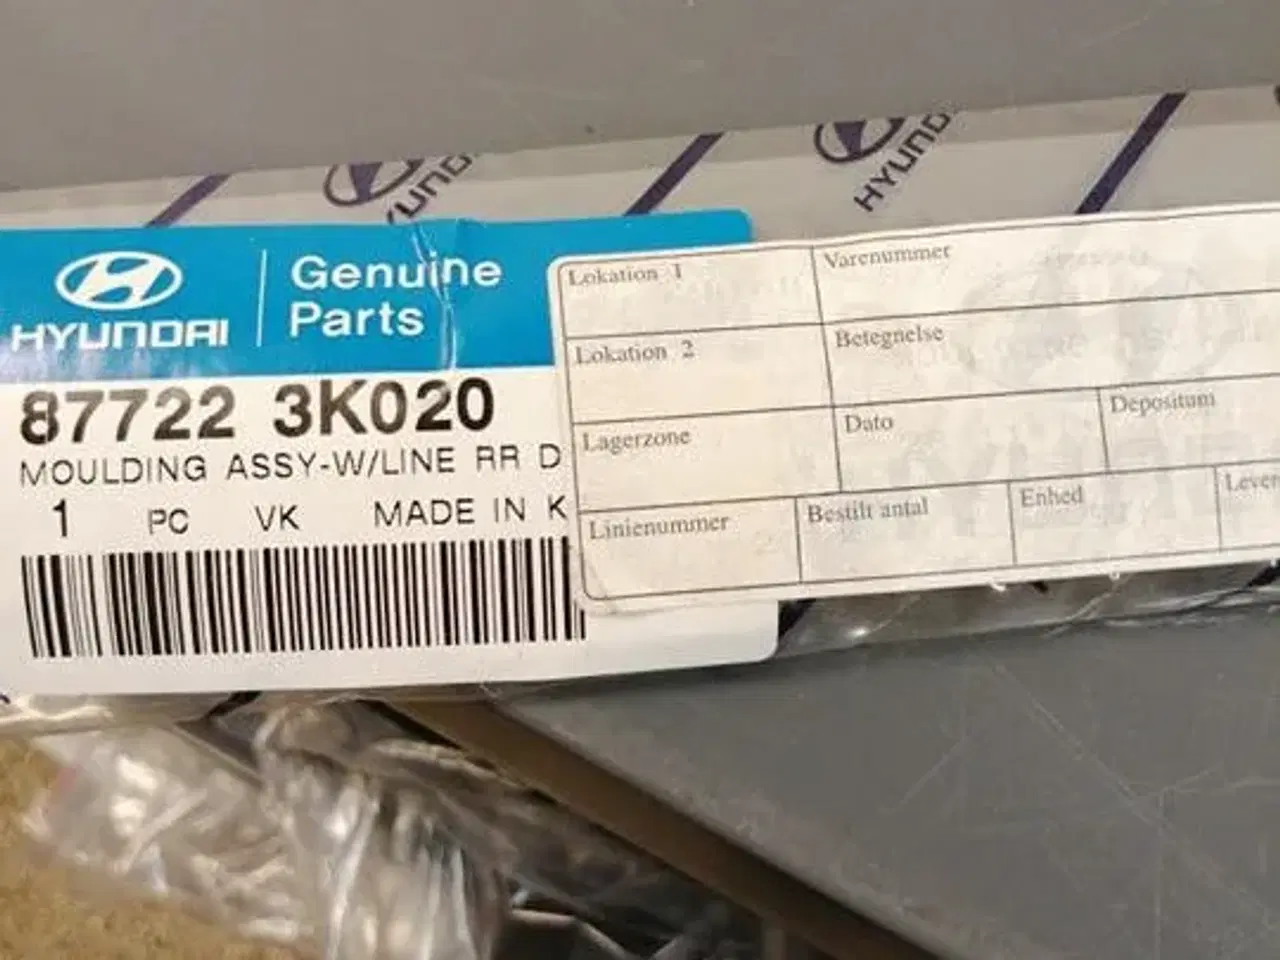 HYUNDAI
HYUNDAI
HYUNDAI
Genuine
Parts
87722 3K020
MOULDING ASSY-W/LINE RR D
1 PC VK MADE IN K
Lokation 1
Varenummer
Lokation 2
Betegnelse
Lagerzone
Dato
Depositum
Linienummer
Bestilt antal
Enhed
Lever